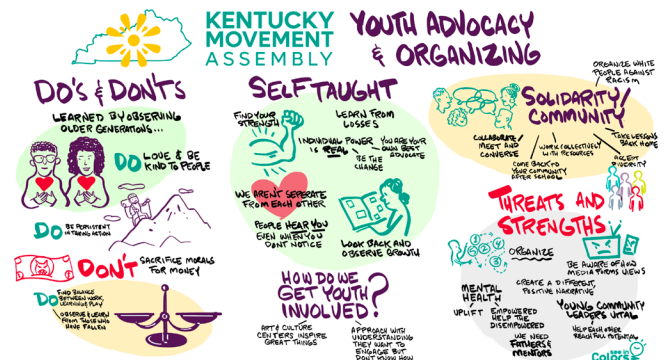 KENTUCKY
MOVEMENT
ASSEMBLY
YOUTH ADVOCACY
& ORGANIZING
DO'S & DON'TS
LEARNED BY OBSERVING
OLDER GENERATIONS...
DO LOVE & BE
KIND TO PEOPLE
DO BE PERSISTENT
IN TAKING ACTION
DON'T SACRIFICE MORALS
FOR MONEY
DO FIND BALANCE
BETWEEN WORK,
LEARNING & PLAY
OBSERVE & LEARN
FROM THOSE WHO
HAVE FALLEN
SELF TAUGHT
FIND YOUR
STRENGTH
LEARN FROM
LOSSES
INDIVIDUAL POWER
IS REAL
YOU ARE YOUR
OWN BEST
ADVOCATE
BE THE
CHANGE
WE AREN'T SEPERATE
FROM EACH OTHER
PEOPLE HEAR YOU
EVEN WHEN YOU
DON'T NOTICE
LOOK BACK AND
OBSERVE GROWTH
HOW DO WE
GET YOUTH
INVOLVED?
ART & CULTURE
CENTERS INSPIRE
GREAT THINGS
APPROACH WITH
UNDERSTANDING
THEY WANT TO
ENGAGE BUT
DON'T KNOW HOW
ORGANIZE WHITE
PEOPLE AGAINST
RACISM
SOLIDARITY/
COMMUNITY
COLLABORATE/
MEET AND
CONVERSE
WORK COLLECTIVELY
WITH RESOURCES
TAKE LESSONS
BACK HOME
COME BACK TO
YOUR COMMUNITY
AFTER SCHOOL
ACCEPT
DIVERSITY
THREATS AND
STRENGTHS
ORGANIZE
BE AWARE OF HOW
MEDIA FORMS VIEWS
MENTAL
HEALTH
CREATE A DIFFERENT,
POSITIVE NARRATIVE
UPLIFT
EMPOWERED
HELP THE
DISEMPOWERED
YOUNG COMMUNITY
LEADERS VITAL
WE NEED
FATHERS &
MENTORS
HELP EACH OTHER
REACH FULL POTENTIAL